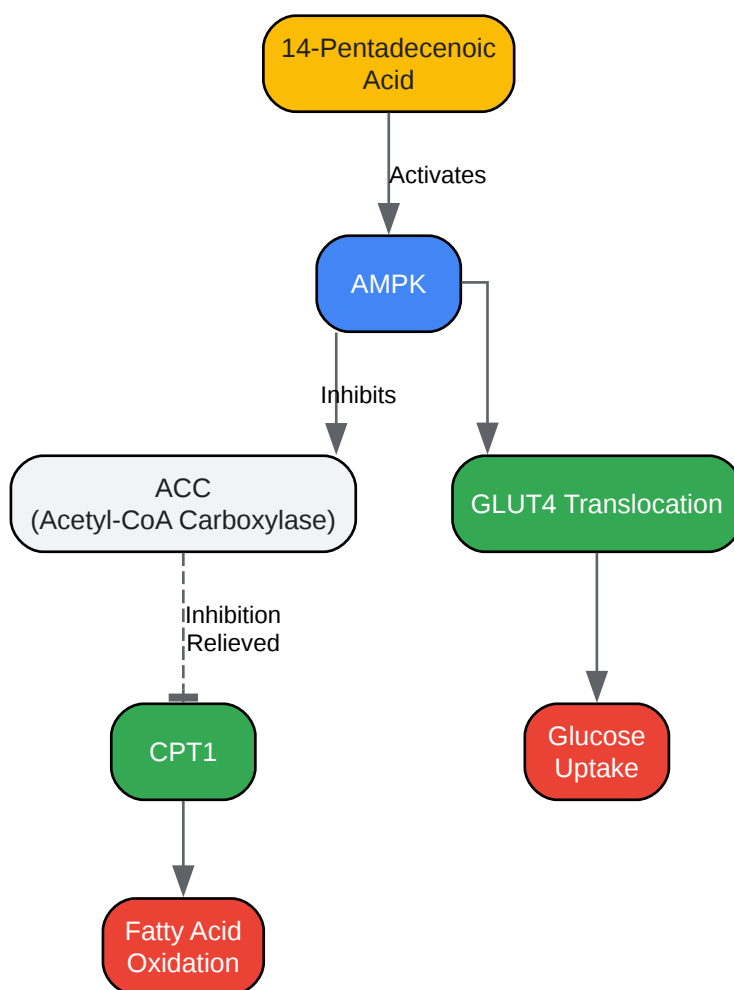 14-Pentadecenoic
Acid
Activates
AMPK
Inhibits
ACC
(Acetyl-CoA Carboxylase)
GLUT4 Translocation
Inhibition
Relieved
CPT1
Glucose
Uptake
Fatty Acid
Oxidation